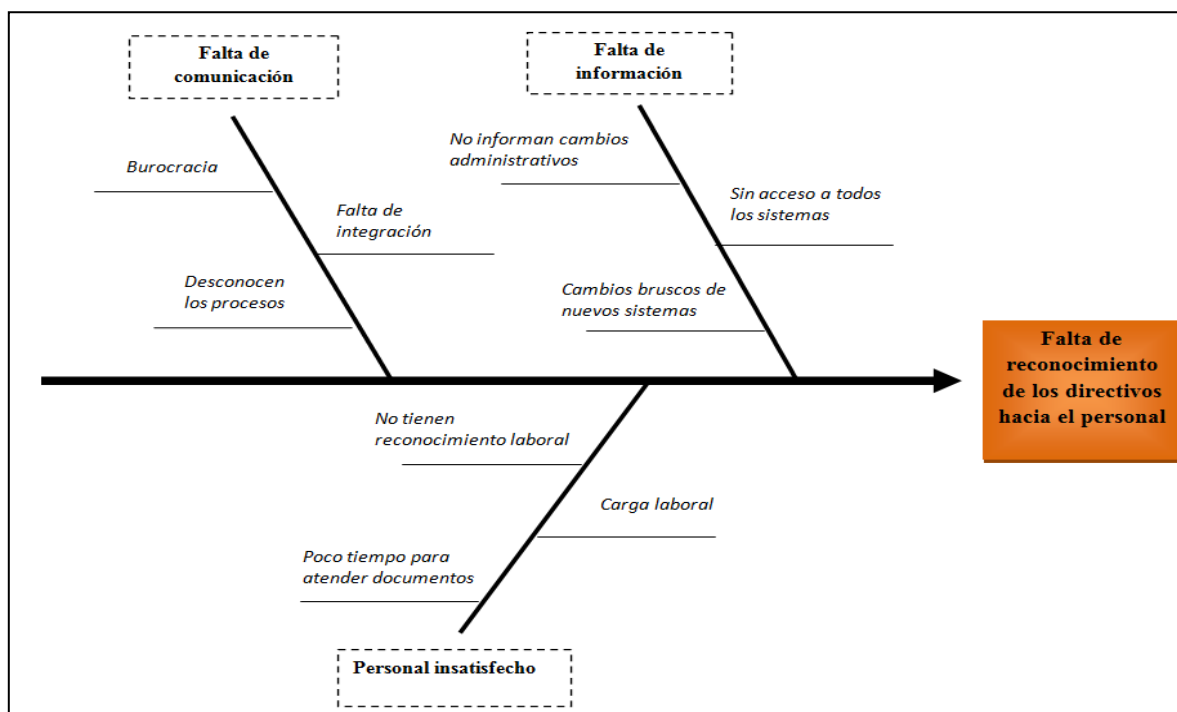 Falta de
comunicación
Falta de
información
Burocracia
Falta de
integración
Desconocen
los procesos
No informan cambios
administrativos
Sin acceso a todos
los sistemas
Cambios bruscos de
nuevos sistemas
Falta de
reconocimiento
de los directivos
hacia el personal
No tienen
reconocimiento laboral
Carga laboral
Poco tiempo para
atender documentos
Personal insatisfecho